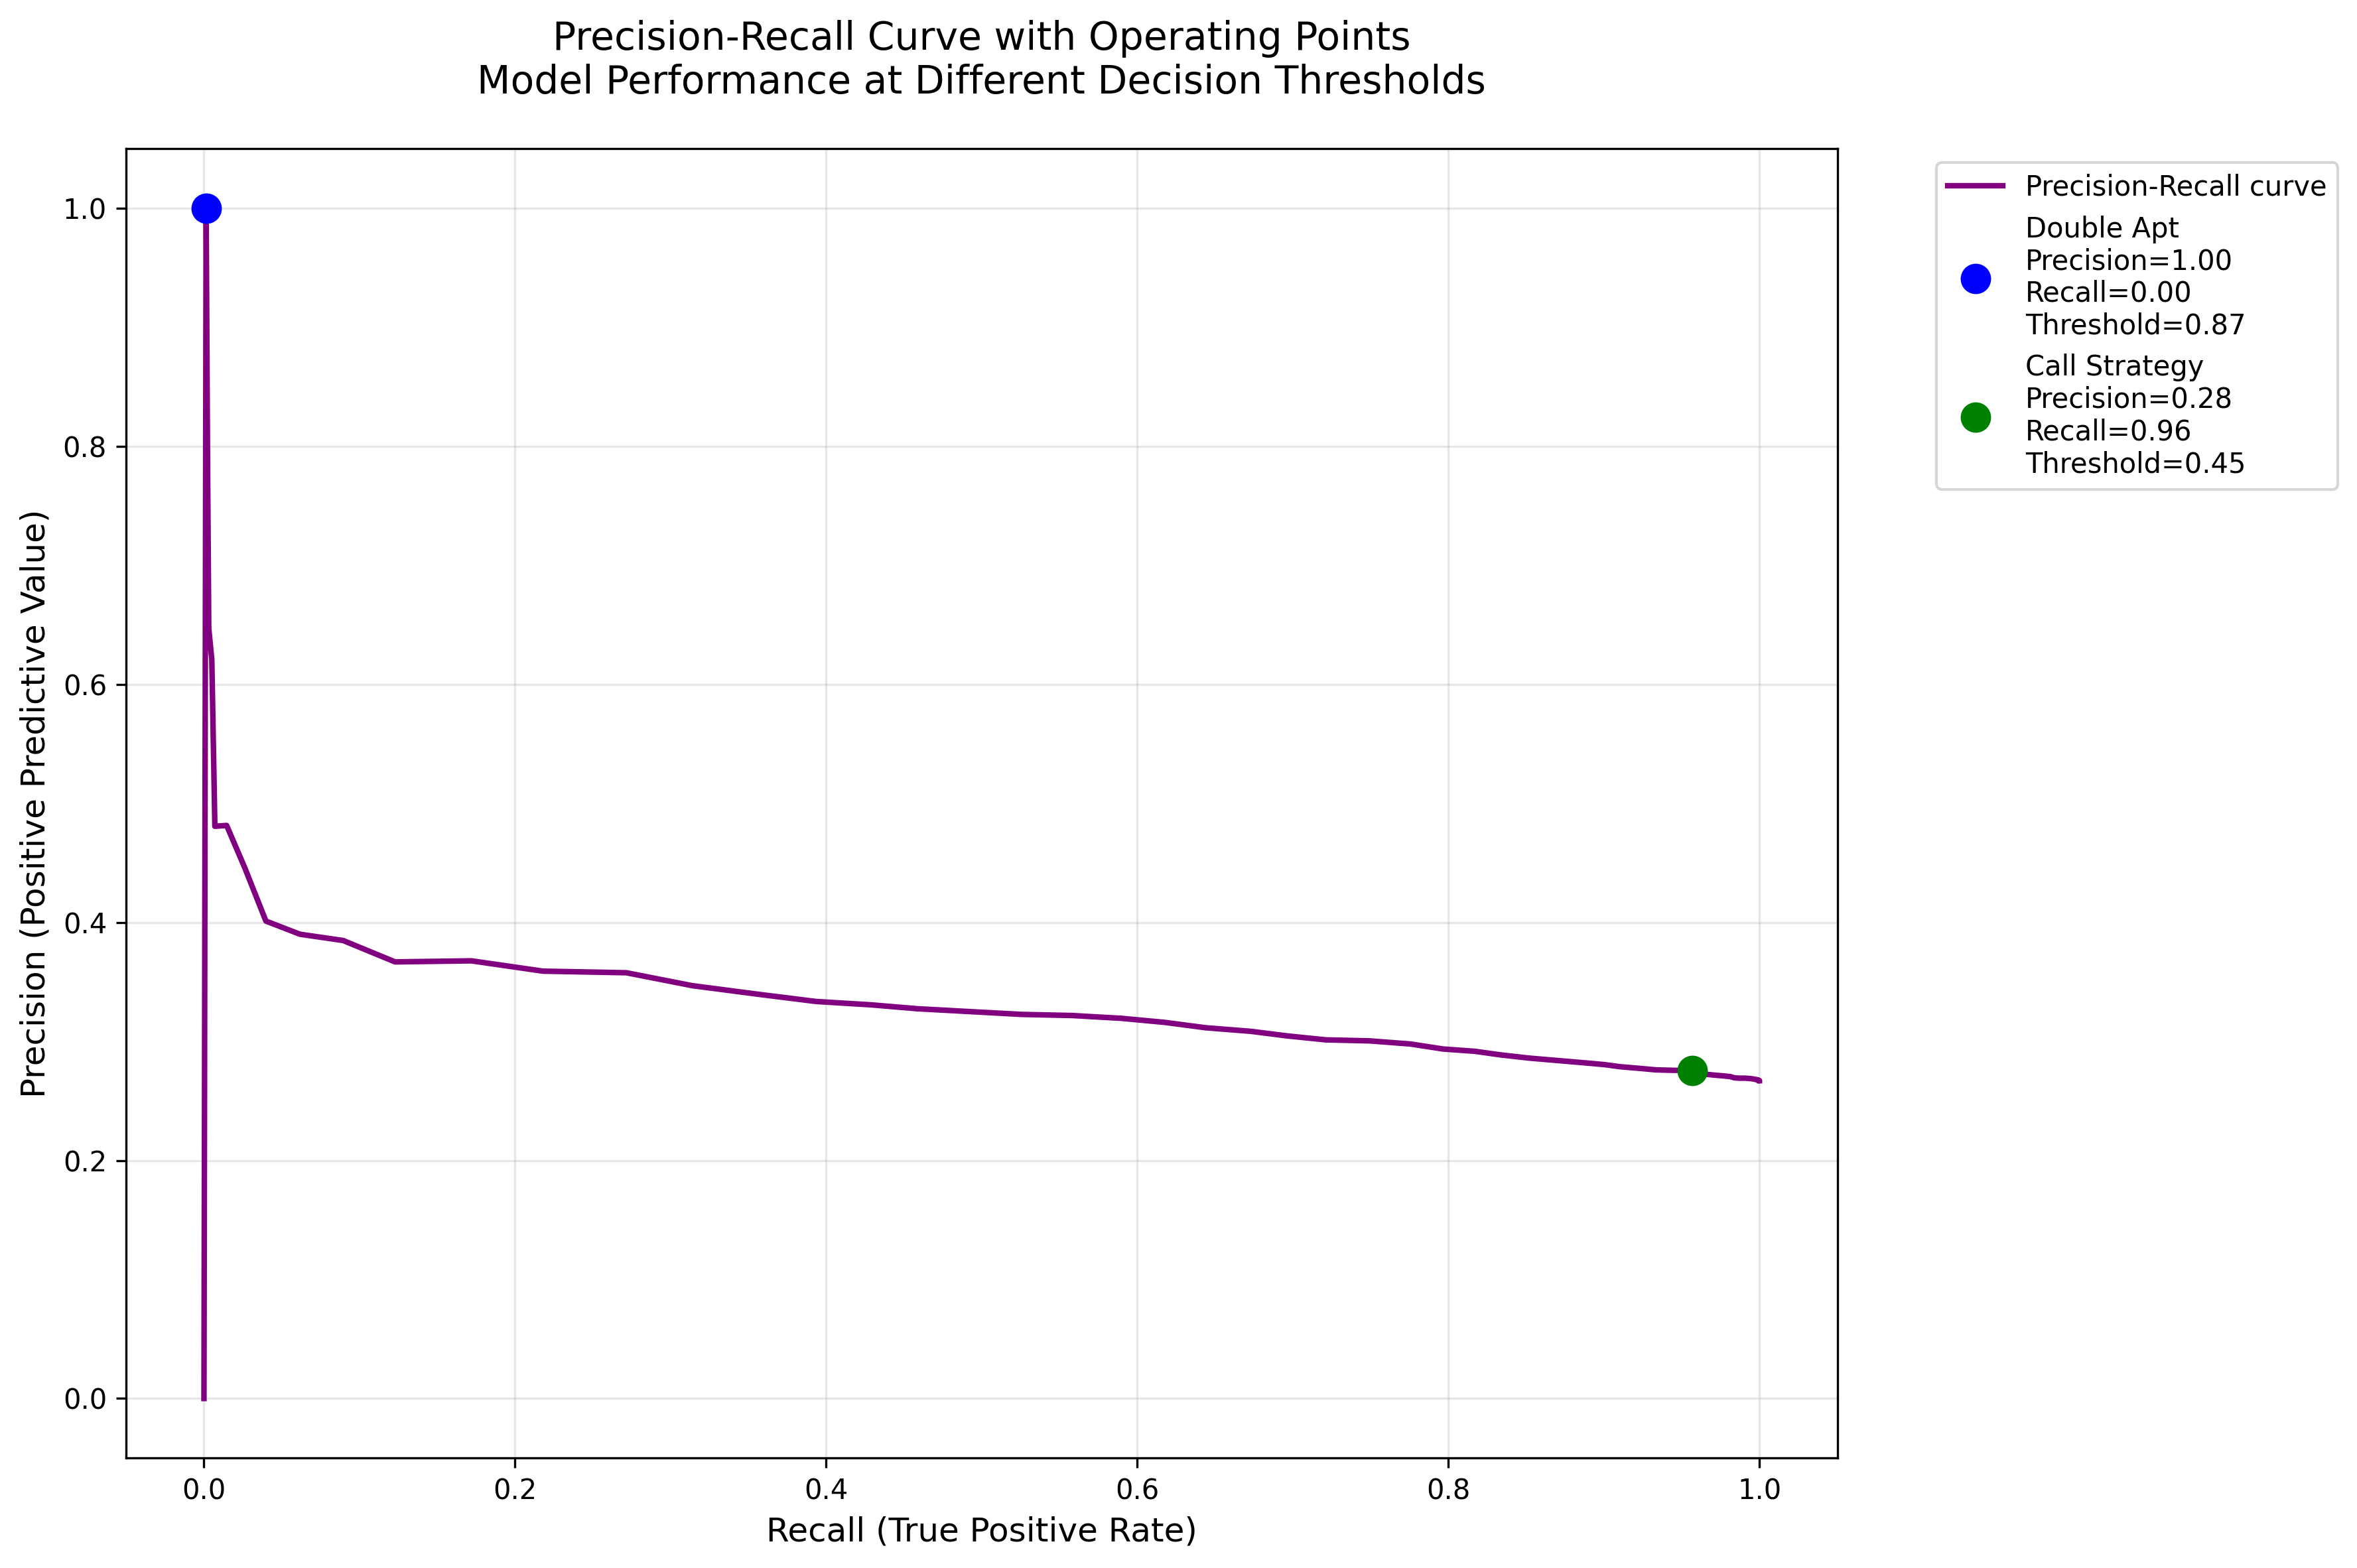 Precision-Recall Curve with Operating Points
Model Performance at Different Decision Thresholds
Precision (Positive Predictive Value)
1.0
0.8
0.6
0.4
0.2
0.0
0.0 0.2 0.4 0.6 0.8 1.0
Recall (True Positive Rate)
Precision-Recall curve
Double Apt
Precision=1.00
Recall=0.00
Threshold=0.87
Call Strategy
Precision=0.28
Recall=0.96
Threshold=0.45